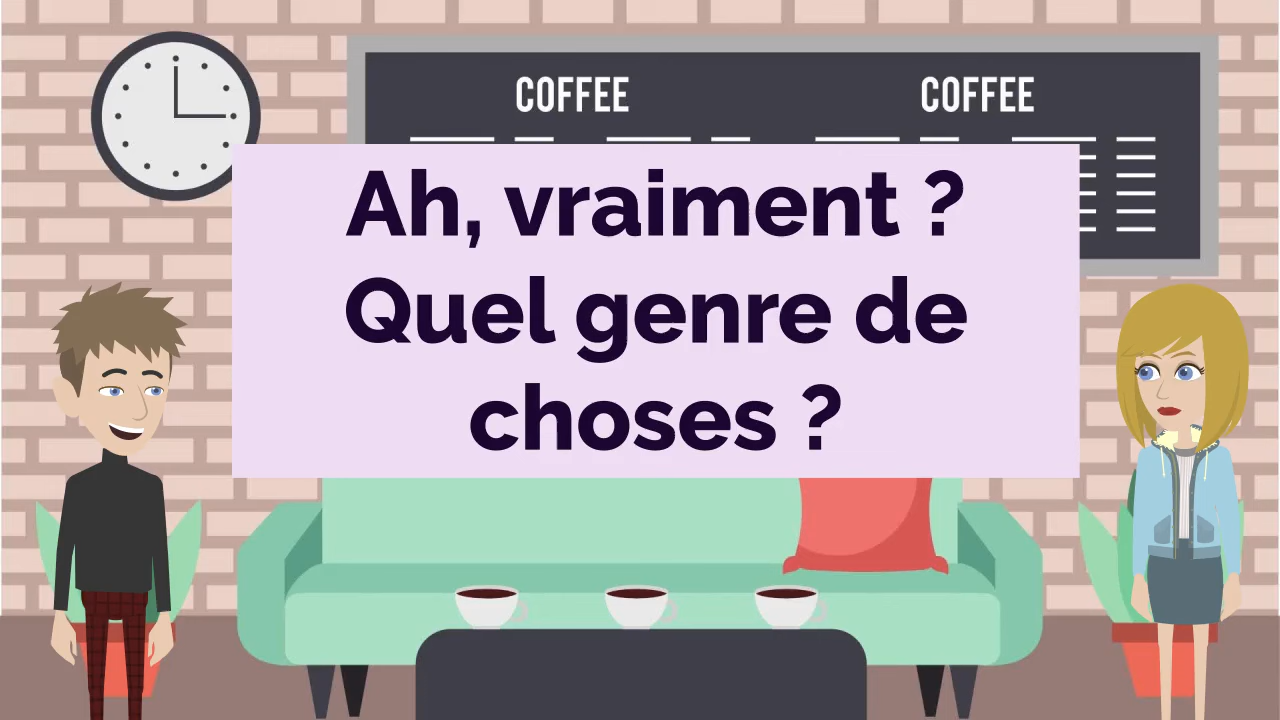 COFFEE COFFEE
Ah, vraiment ?
Quel genre de
choses ?